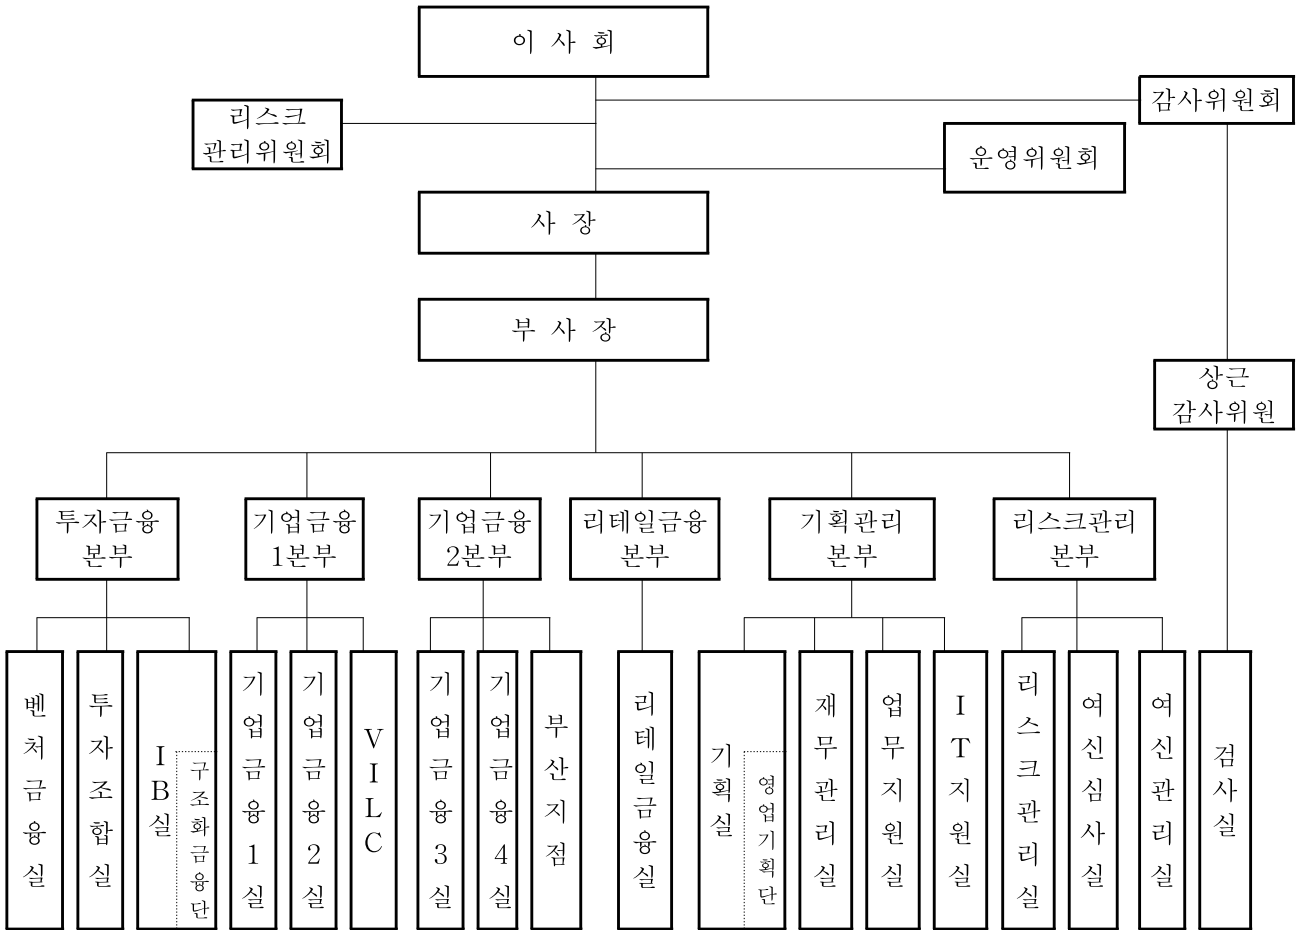 이 사 회
감사위원회
리스크
관리위원회
운영위원회
사 장
부 사 장
상근
감사위원
투자금융
본부
기업금융
1본부
기업금융
2본부
리테일금융
본부
기획관리
본부
리스크관리
본부
벤처금융실
투자조합실
IB실
구조화금융단
기업금융1실
기업금융2실
VILC
기업금융3실
기업금융4실
부산지점
리테일금융실
기획실
영업기획단
재무관리실
업무지원실
IT지원실
리스크관리실
여신심사실
여신관리실
검사실